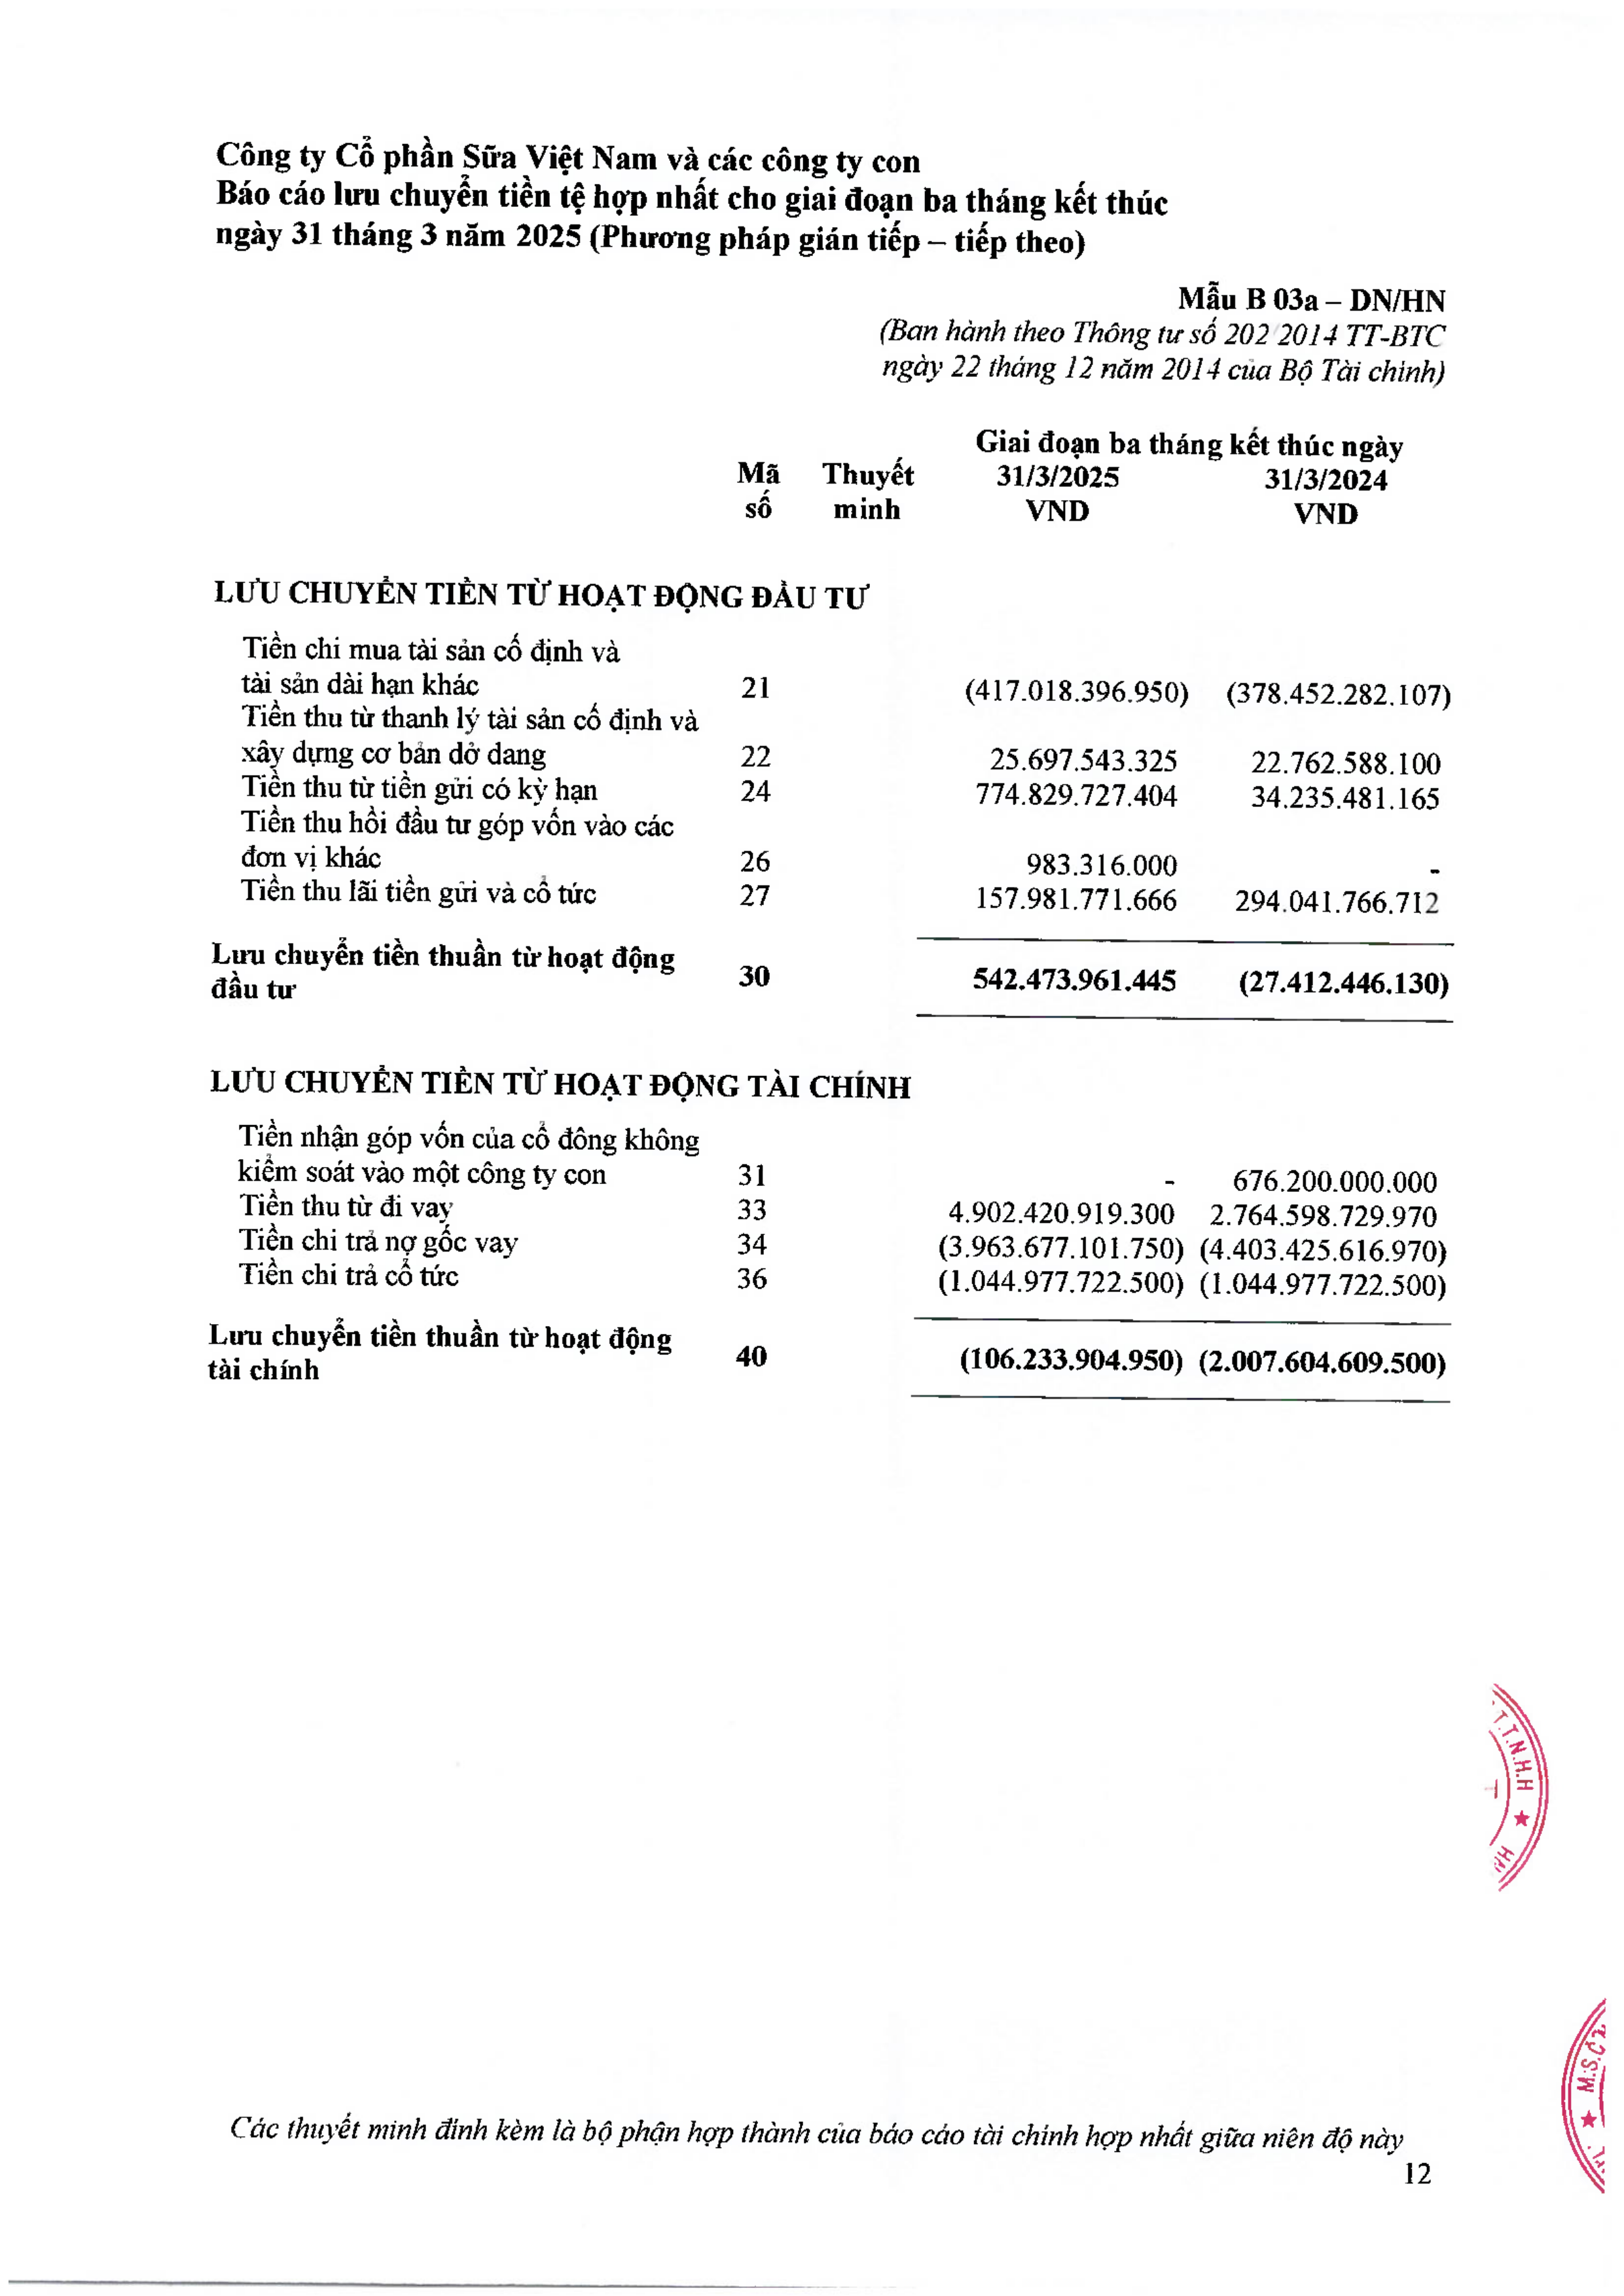 Công ty Cổ phần Sữa Việt Nam và các công ty con
Báo cáo lưu chuyển tiền tệ hợp nhất cho giai đoạn ba tháng kết thúc
ngày 31 tháng 3 năm 2025 (Phương pháp gián tiếp – tiếp theo)
Mẫu B 03a – DN/HN
(Ban hành theo Thông tư số 202/2014 TT-BTC
ngày 22 tháng 12 năm 2014 của Bộ Tài chính)
Giai đoạn ba tháng kết thúc ngày
Mã Thuyết 31/3/2025 31/3/2024
số minh VND VND
LƯU CHUYỂN TIỀN TỪ HOẠT ĐỘNG ĐẦU TƯ
Tiền chi mua tài sản cố định và
tài sản dài hạn khác 21 (417.018.396.950) (378.452.282.107)
Tiền thu từ thanh lý tài sản cố định và
xây dựng cơ bản dở dang 22 25.697.543.325 22.762.588.100
Tiền thu từ tiền gửi có kỳ hạn 24 774.829.727.404 34.235.481.165
Tiền thu hồi đầu tư góp vốn vào các
đơn vị khác 26 983.316.000 -
Tiền thu lãi tiền gửi và cổ tức 27 157.981.771.666 294.041.766.712
Lưu chuyển tiền thuần từ hoạt động
đầu tư 30 542.473.961.445 (27.412.446.130)
LƯU CHUYỂN TIỀN TỪ HOẠT ĐỘNG TÀI CHÍNH
Tiền nhận góp vốn của cổ đông không
kiểm soát vào một công ty con 31 - 676.200.000.000
Tiền thu từ đi vay 33 4.902.420.919.300 2.764.598.729.970
Tiền chi trả nợ gốc vay 34 (3.963.677.101.750) (4.403.425.616.970)
Tiền chi trả cổ tức 36 (1.044.977.722.500) (1.044.977.722.500)
Lưu chuyển tiền thuần từ hoạt động
tài chính 40 (106.233.904.950) (2.007.604.609.500)
T.T.N.H.H
NH
M.S.C
Các thuyết minh đính kèm là bộ phận hợp thành của báo cáo tài chính hợp nhất giữa niên độ này
12